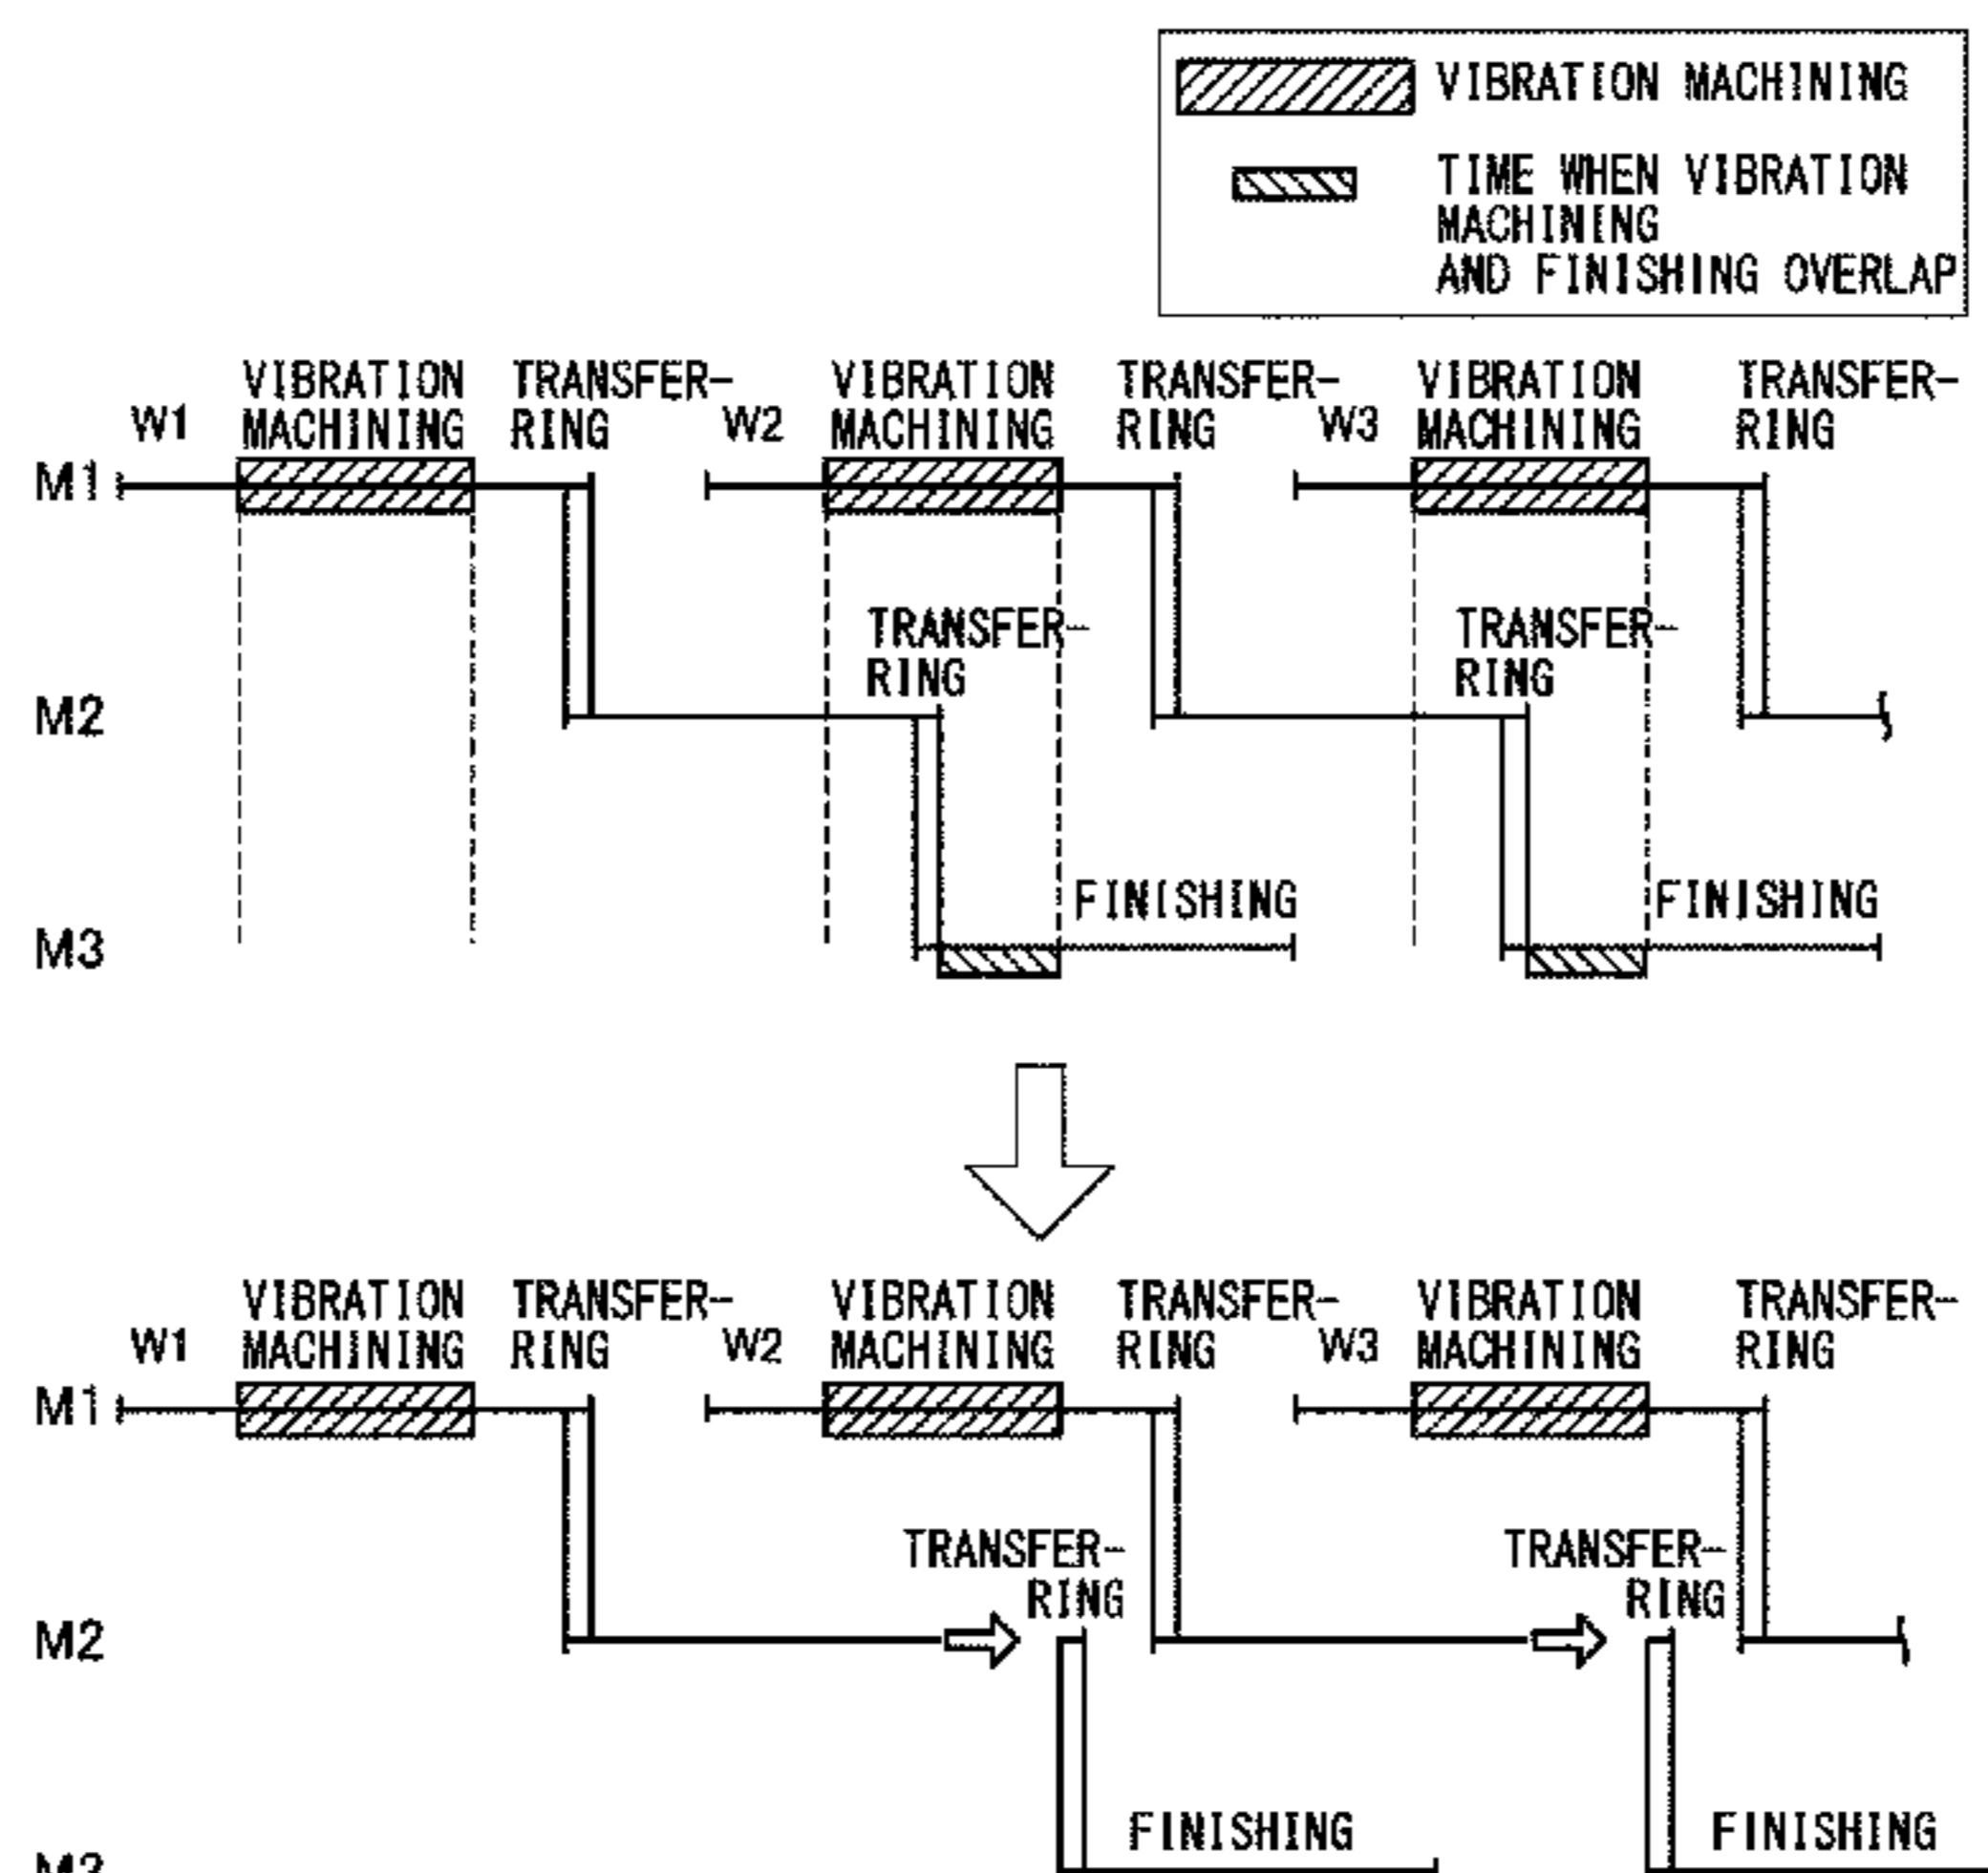 VIBRATION MACHINING
TIME WHEN VIBRATION
MACHINING
AND FINISHING OVERLAP
VIBRATION TRANSFER- VIBRATION TRANSFER- VIBRATION TRANSFER-
W1 MACHINING RING W2 MACHINING RING W3 MACHINING RING
M1
TRANSFER- TRANSFER-
RING RING
M2
FINISHING FINISHING
M3
VIBRATION TRANSFER- VIBRATION TRANSFER- VIBRATION TRANSFER-
W1 MACHINING RING W2 MACHINING RING W3 MACHINING RING
M1
TRANSFER- TRANSFER-
RING RING
M2
FINISHING FINISHING
M3